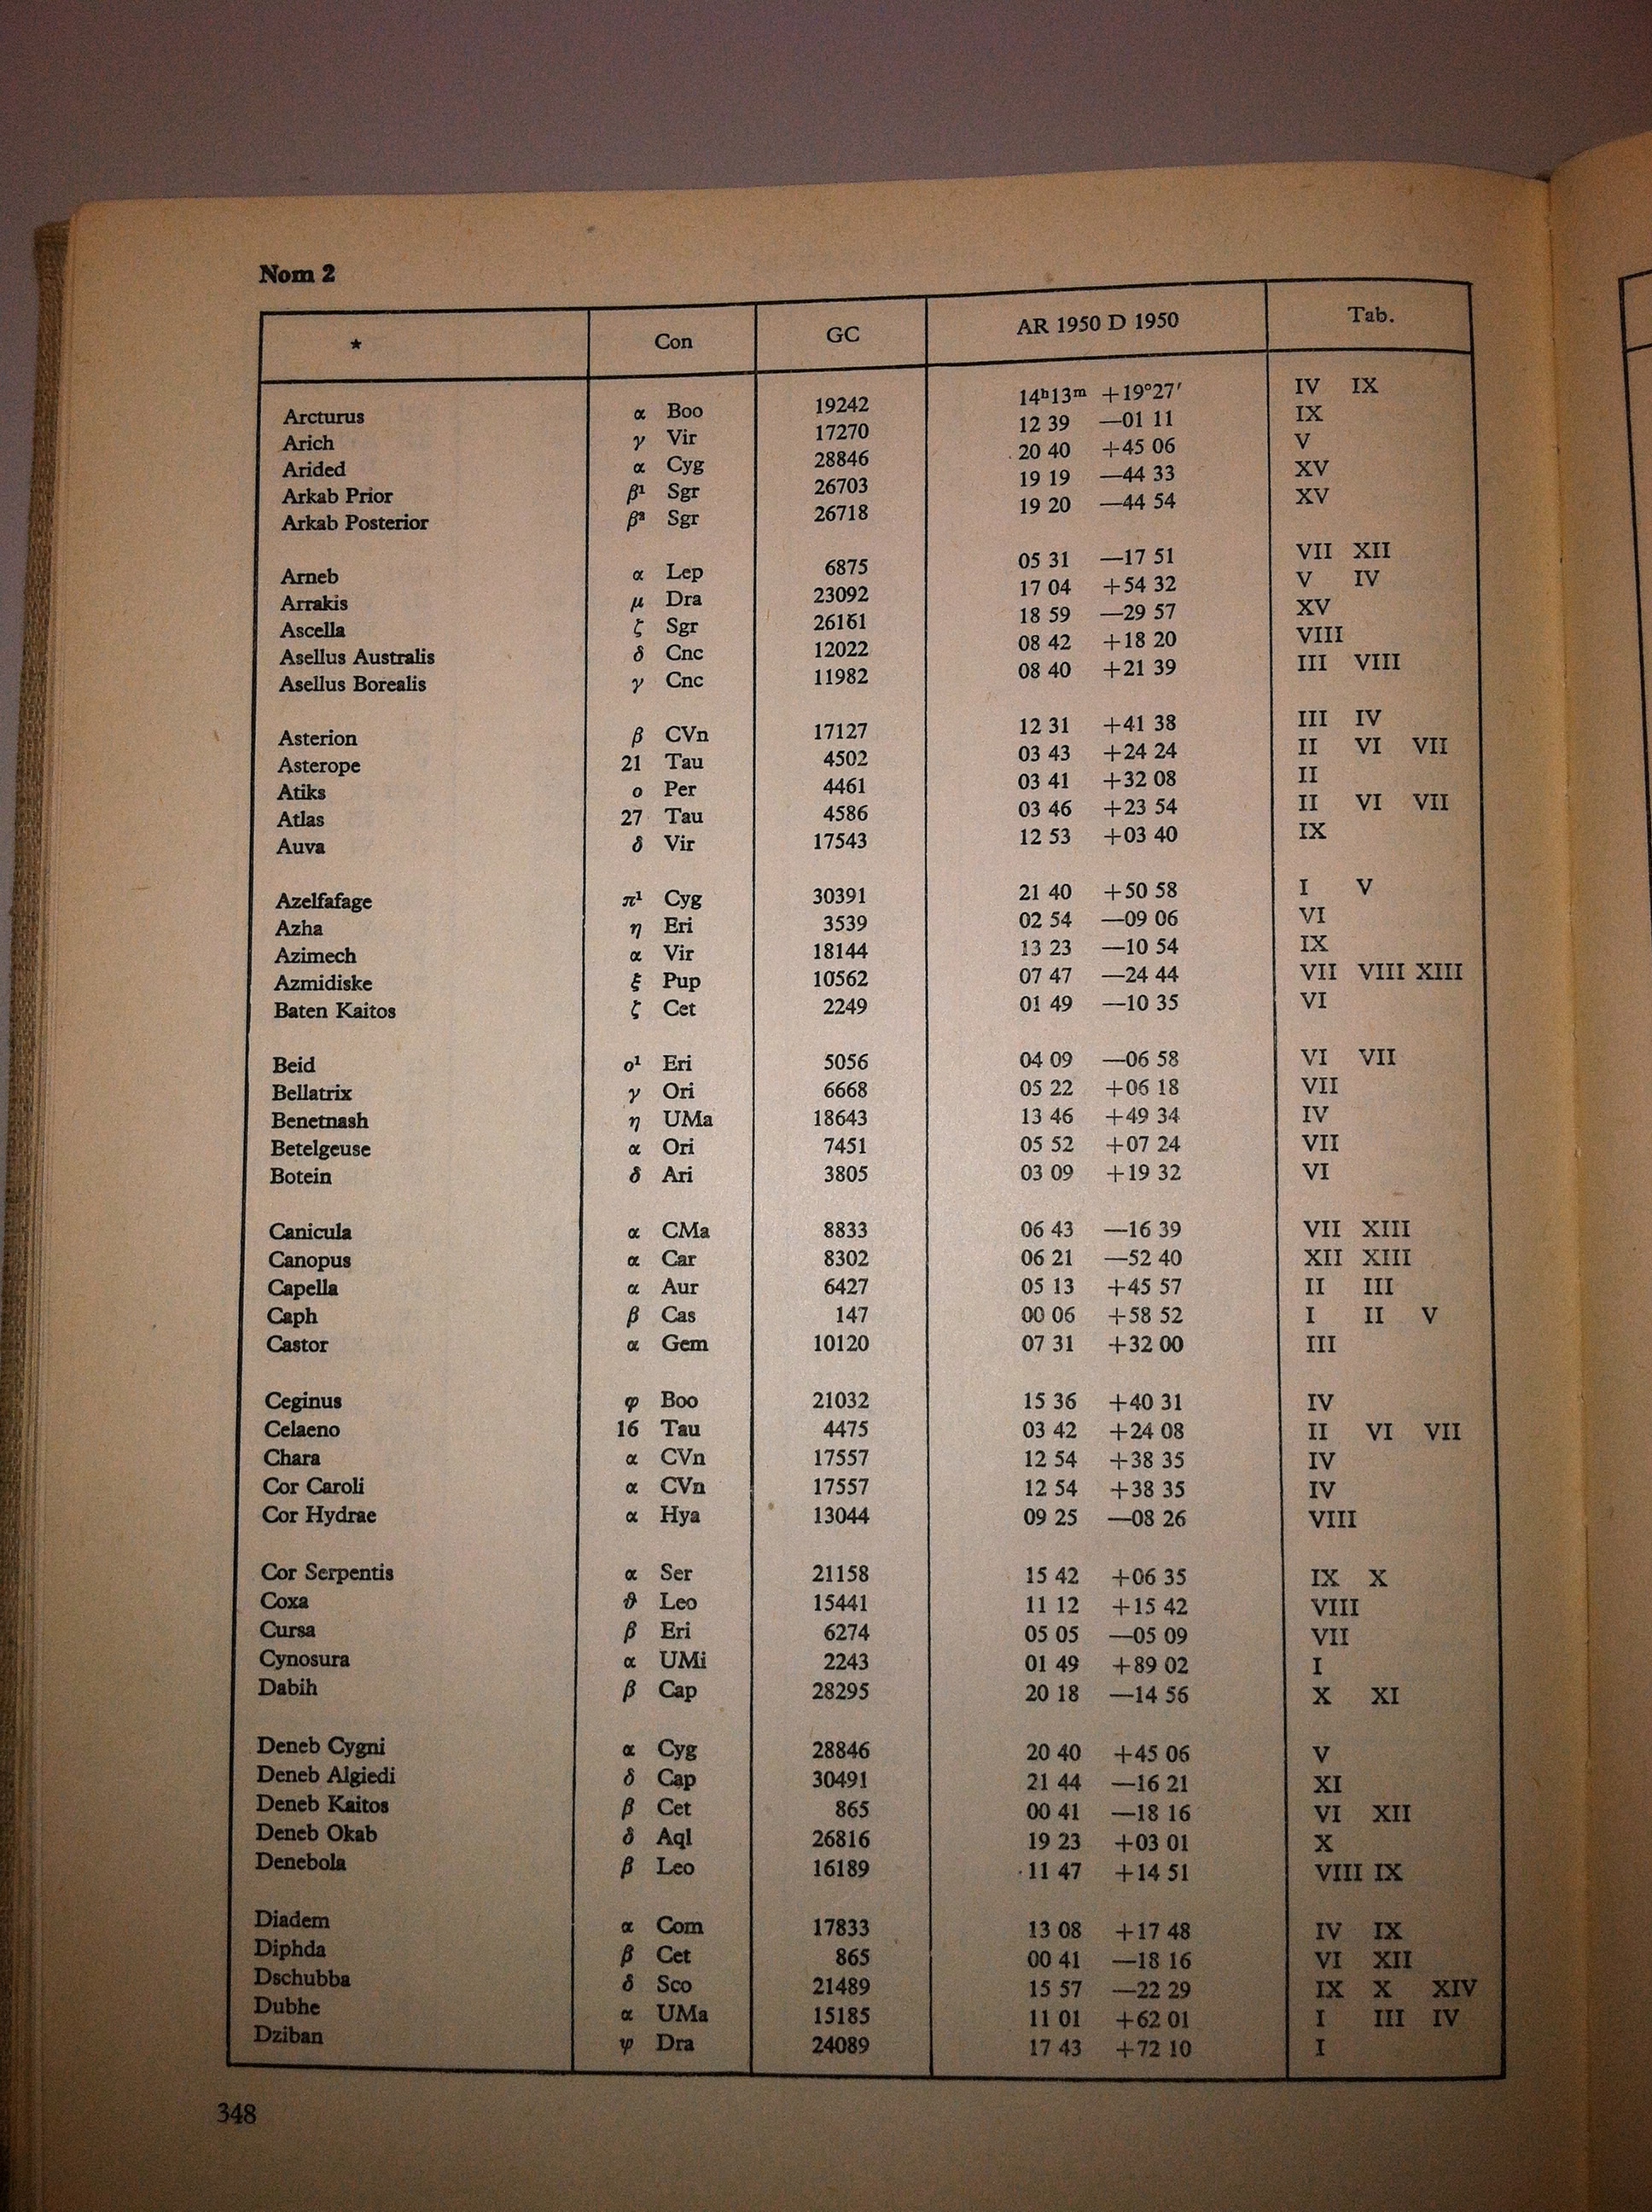 Nom 2
★ Con GC AR 1950 D 1950 Tab.
Arcturus α Boo 19242 14ʰ13ᵐ +19°27′ IV IX
Arich γ Vir 17270 12 39 —01 11 IX
Arided α Cyg 28846 20 40 +45 06 V
Arkab Prior β¹ Sgr 26703 19 19 —44 33 XV
Arkab Posterior β² Sgr 26718 19 20 —44 54 XV
Arneb α Lep 6875 05 31 —17 51 VII XII
Arrakis μ Dra 23092 17 04 +54 32 V IV
Ascella ζ Sgr 26161 18 59 —29 57 XV
Asellus Australis δ Cnc 12022 08 42 +18 20 VIII
Asellus Borealis γ Cnc 11982 08 40 +21 39 III VIII
Asterion β CVn 17127 12 31 +41 38 III IV
Asterope 21 Tau 4502 03 43 +24 24 II VI VII
Atiks ο Per 4461 03 41 +32 08 II
Atlas 27 Tau 4586 03 46 +23 54 II VI VII
Auva δ Vir 17543 12 53 +03 40 IX
Azelfafage π¹ Cyg 30391 21 40 +50 58 I V
Azha η Eri 3539 02 54 —09 06 VI
Azimech α Vir 18144 13 23 —10 54 IX
Azmidiske ξ Pup 10562 07 47 —24 44 VII VIII XIII
Baten Kaitos ζ Cet 2249 01 49 —10 35 VI
Beid ο¹ Eri 5056 04 09 —06 58 VI VII
Bellatrix γ Ori 6668 05 22 +06 18 VII
Benetnash η UMa 18643 13 46 +49 34 IV
Betelgeuse α Ori 7451 05 52 +07 24 VII
Botein δ Ari 3805 03 09 +19 32 VI
Canicula α CMa 8833 06 43 —16 39 VII XIII
Canopus α Car 8302 06 21 —52 40 XII XIII
Capella α Aur 6427 05 13 +45 57 II III
Caph β Cas 147 00 06 +58 52 I II V
Castor α Gem 10120 07 31 +32 00 III
Ceginus φ Boo 21032 15 36 +40 31 IV
Celaeno 16 Tau 4475 03 42 +24 08 II VI VII
Chara α CVn 17557 12 54 +38 35 IV
Cor Caroli α CVn 17557 12 54 +38 35 IV
Cor Hydrae α Hya 13044 09 25 —08 26 VIII
Cor Serpentis α Ser 21158 15 42 +06 35 IX X
Coxa ϑ Leo 15441 11 12 +15 42 VIII
Cursa β Eri 6274 05 05 —05 09 VII
Cynosura α UMi 2243 01 49 +89 02 I
Dabih β Cap 28295 20 18 —14 56 X XI
Deneb Cygni α Cyg 28846 20 40 +45 06 V
Deneb Algiedi δ Cap 30491 21 44 —16 21 XI
Deneb Kaitos β Cet 865 00 41 —18 16 VI XII
Deneb Okab δ Aql 26816 19 23 +03 01 X
Denebola β Leo 16189 11 47 +14 51 VIII IX
Diadem α Com 17833 13 08 +17 48 IV IX
Diphda β Cet 865 00 41 —18 16 VI XII
Dschubba δ Sco 21489 15 57 —22 29 IX X XIV
Dubhe α UMa 15185 11 01 +62 01 I III IV
Dziban ψ Dra 24089 17 43 +72 10 I
348